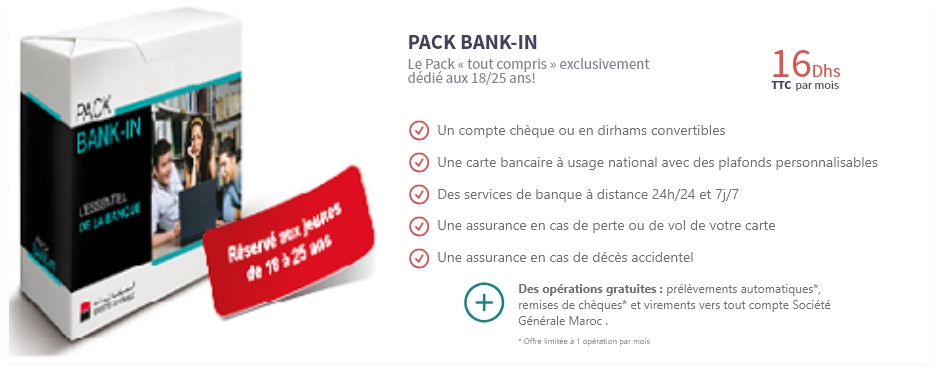 PACK
BANK-IN
L'ESSENTIEL
DE LA BANQUE
PACK
BANK-IN
Réservé aux jeunes
de 18 à 25 ans
PACK BANK-IN
Le Pack « tout compris » exclusivement
dédié aux 18/25 ans!
16Dhs
TTC par mois
Un compte chèque ou en dirhams convertibles
Une carte bancaire à usage national avec des plafonds personnalisables
Des services de banque à distance 24h/24 et 7j/7
Une assurance en cas de perte ou de vol de votre carte
Une assurance en cas de décès accidentel
Des opérations gratuites : prélèvements automatiques*,
remises de chèques* et virements vers tout compte Société
Générale Maroc .
* Offre limitée à 1 opération par mois